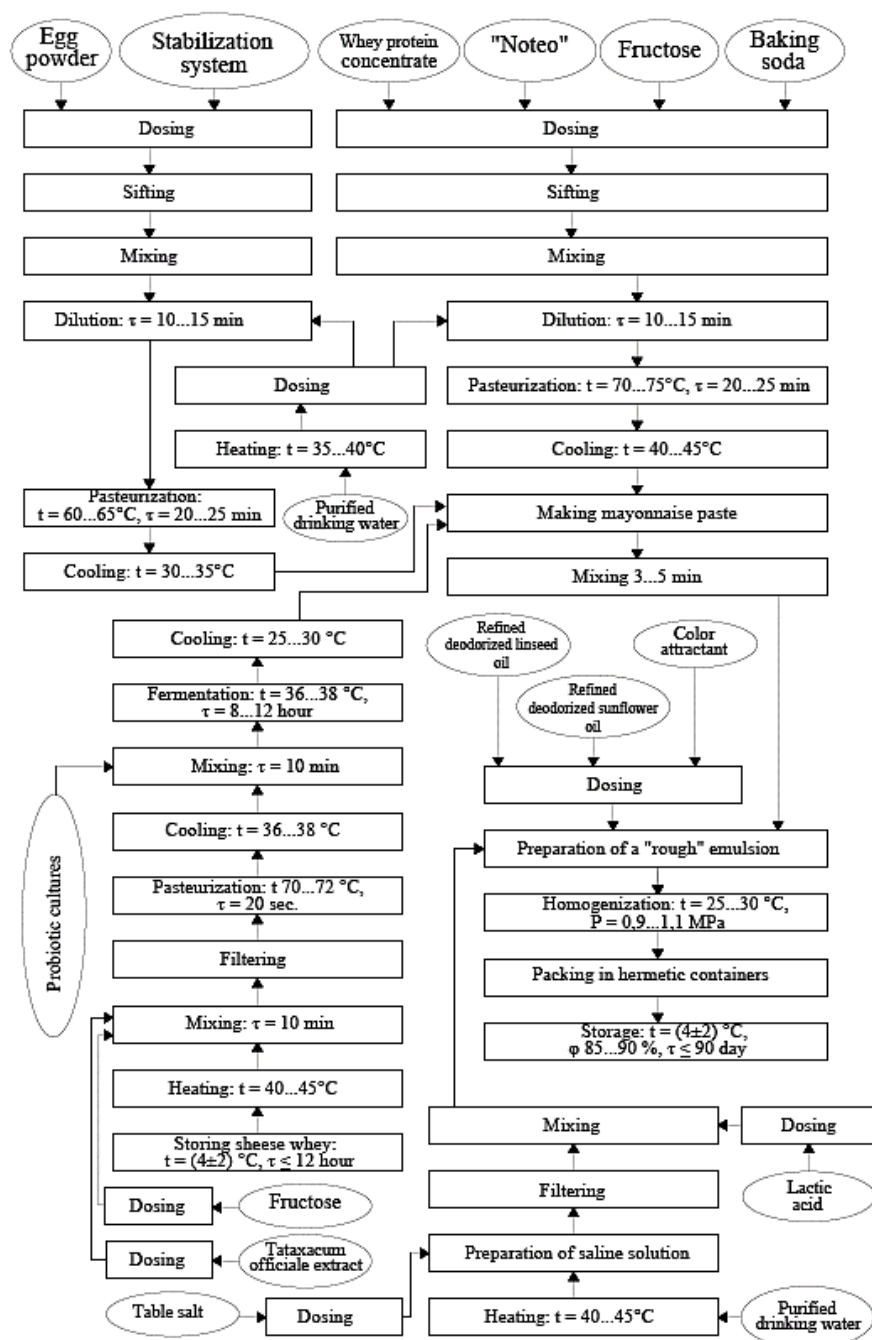 Egg
powder
Stabilization
system
Whey protein
concentrate
"Noteo"
Fructose
Baking
soda
Dosing
Dosing
Sifting
Sifting
Mixing
Mixing
Dilution: τ = 10...15 min
Dilution: τ = 10...15 min
Dosing
Pasteurization: t = 70...75°C, τ = 20...25 min
Heating: t = 35...40°C
Cooling: t = 40...45°C
Pasteurization:
t = 60...65°C, τ = 20...25 min
Purified
drinking water
Making mayonnaise paste
Cooling: t = 30...35°C
Mixing 3...5 min
Cooling: t = 25...30 °C
Refined
deodorized linseed
oil
Color
attractant
Fermentation: t = 36...38 °C,
τ = 8...12 hour
Refined
deodorized sunflower
oil
Mixing: τ = 10 min
Dosing
Cooling: t = 36...38 °C
Preparation of a "rough" emulsion
Probiotic cultures
Pasteurization: t 70...72 °C,
τ = 20 sec.
Homogenization: t = 25...30 °C,
P = 0,9...1,1 MPa
Filtering
Packing in hermetic containers
Mixing: τ = 10 min
Storage: t = (4±2) °C,
φ 85...90 %, τ ≤ 90 day
Heating: t = 40...45°C
Storing sheese whey:
t = (4±2) °C, τ ≤ 12 hour
Mixing
Dosing
Dosing
Fructose
Filtering
Lactic
acid
Dosing
Tataxacum
officiale extract
Preparation of saline solution
Table salt
Dosing
Heating: t = 40...45°C
Purified
drinking water